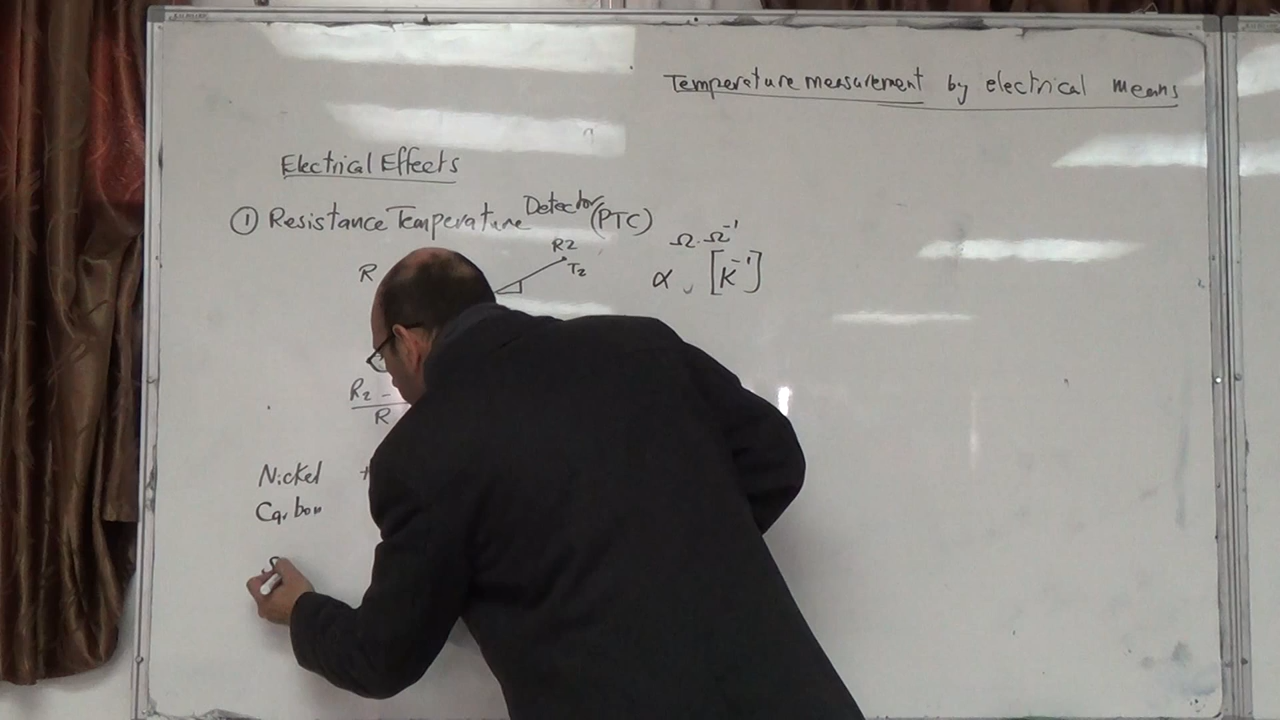 Temperature measurement by electrical means
Electrical Effects
① Resistance Temperature Detector (PTC)
R
R2
T2
Ω.Ω⁻¹
α [K⁻¹]
R2 -
R
Nickel +
Carbon